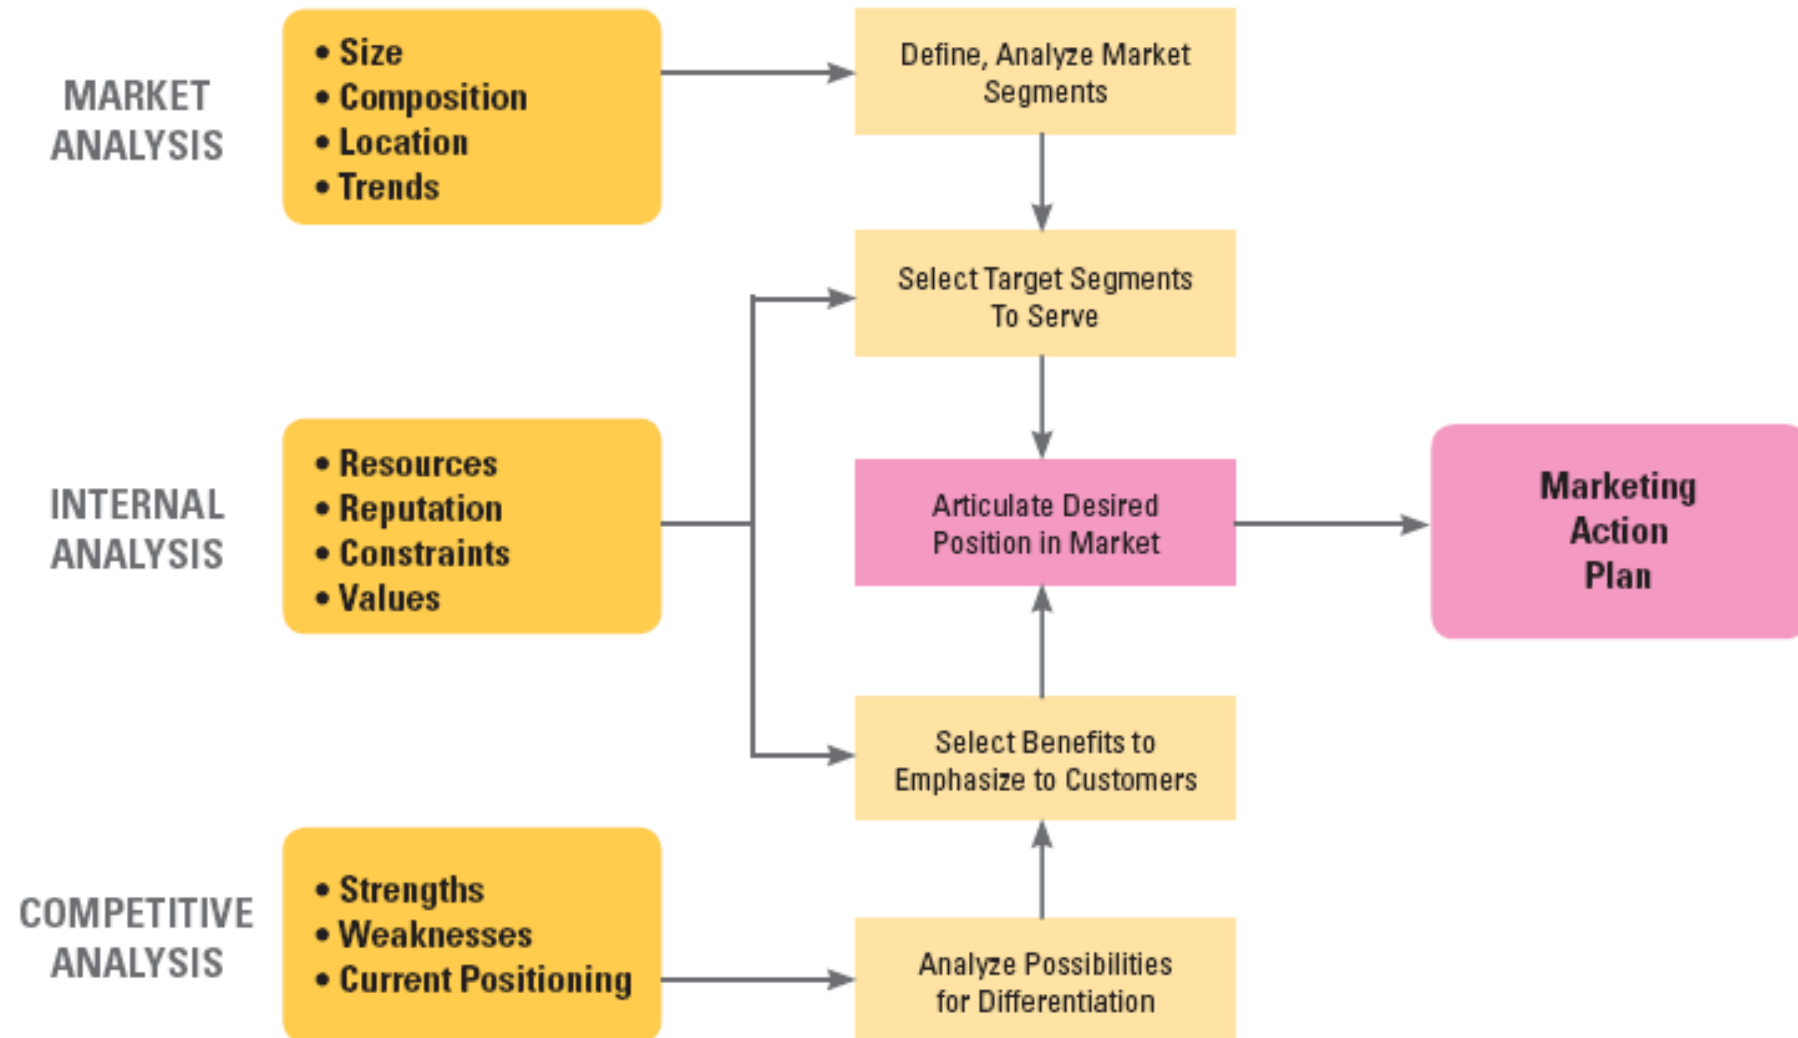 MARKET
ANALYSIS
• Size
• Composition
• Location
• Trends
Define, Analyze Market
Segments
Select Target Segments
To Serve
INTERNAL
ANALYSIS
• Resources
• Reputation
• Constraints
• Values
Articulate Desired
Position in Market
Marketing
Action
Plan
Select Benefits to
Emphasize to Customers
COMPETITIVE
ANALYSIS
• Strengths
• Weaknesses
• Current Positioning
Analyze Possibilities
for Differentiation